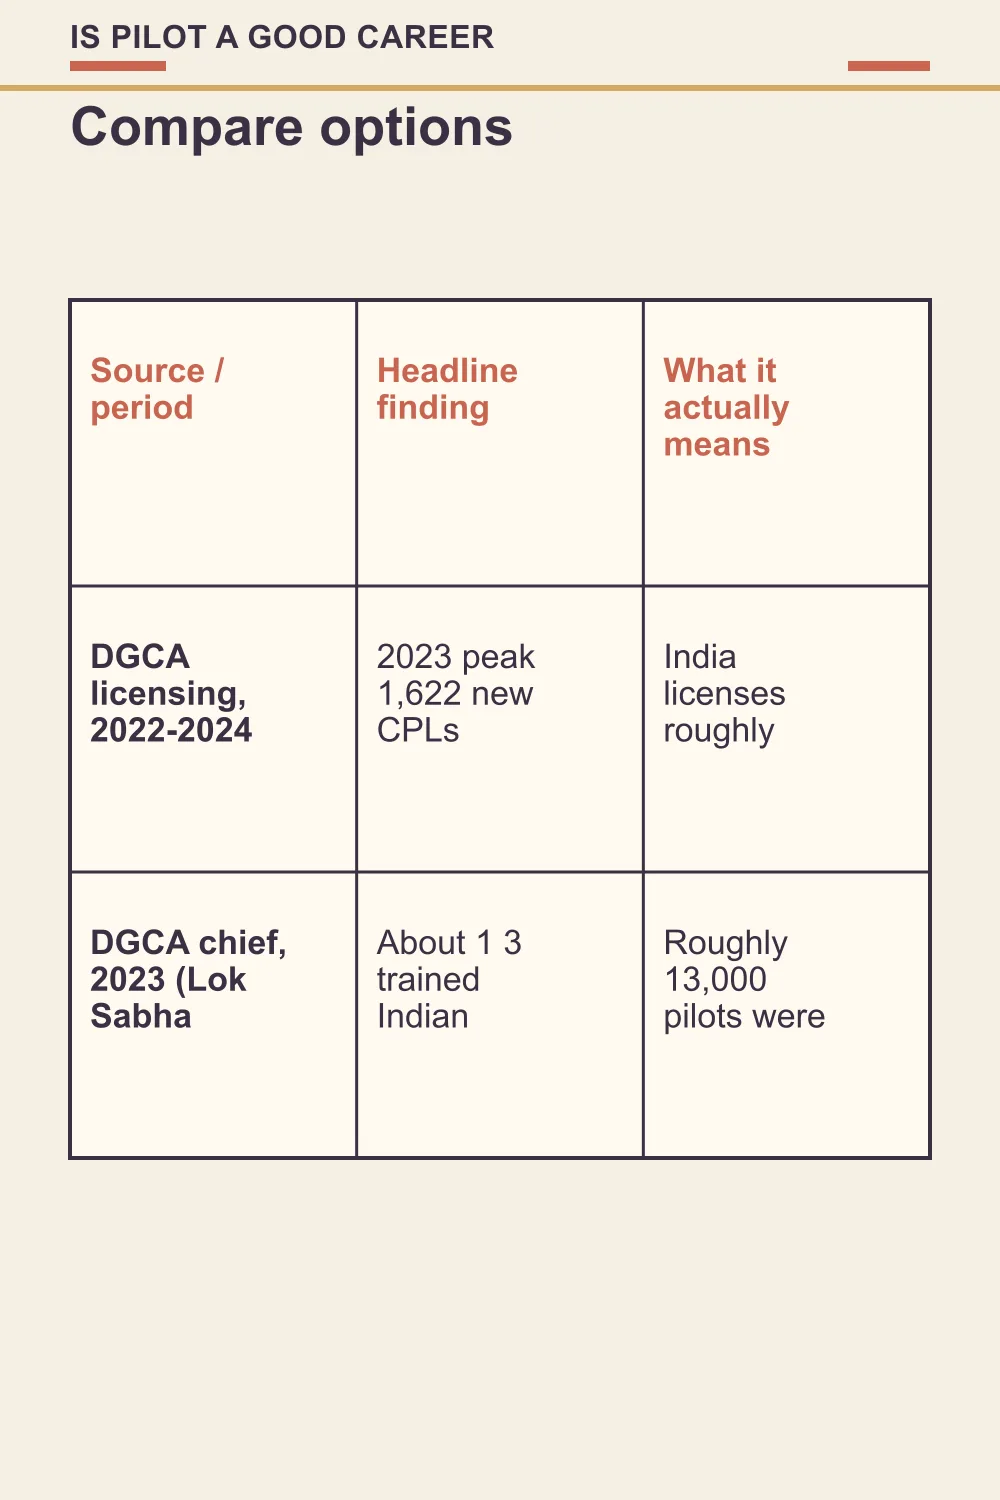 IS PILOT A GOOD CAREER
Compare options
Source /
period
Headline
finding
What it
actually
means
DGCA
licensing,
2022-2024
2023 peak
1,622 new
CPLs
India
licenses
roughly
DGCA chief,
2023 (Lok
Sabha
About 1 3
trained
Indian
Roughly
13,000
pilots were